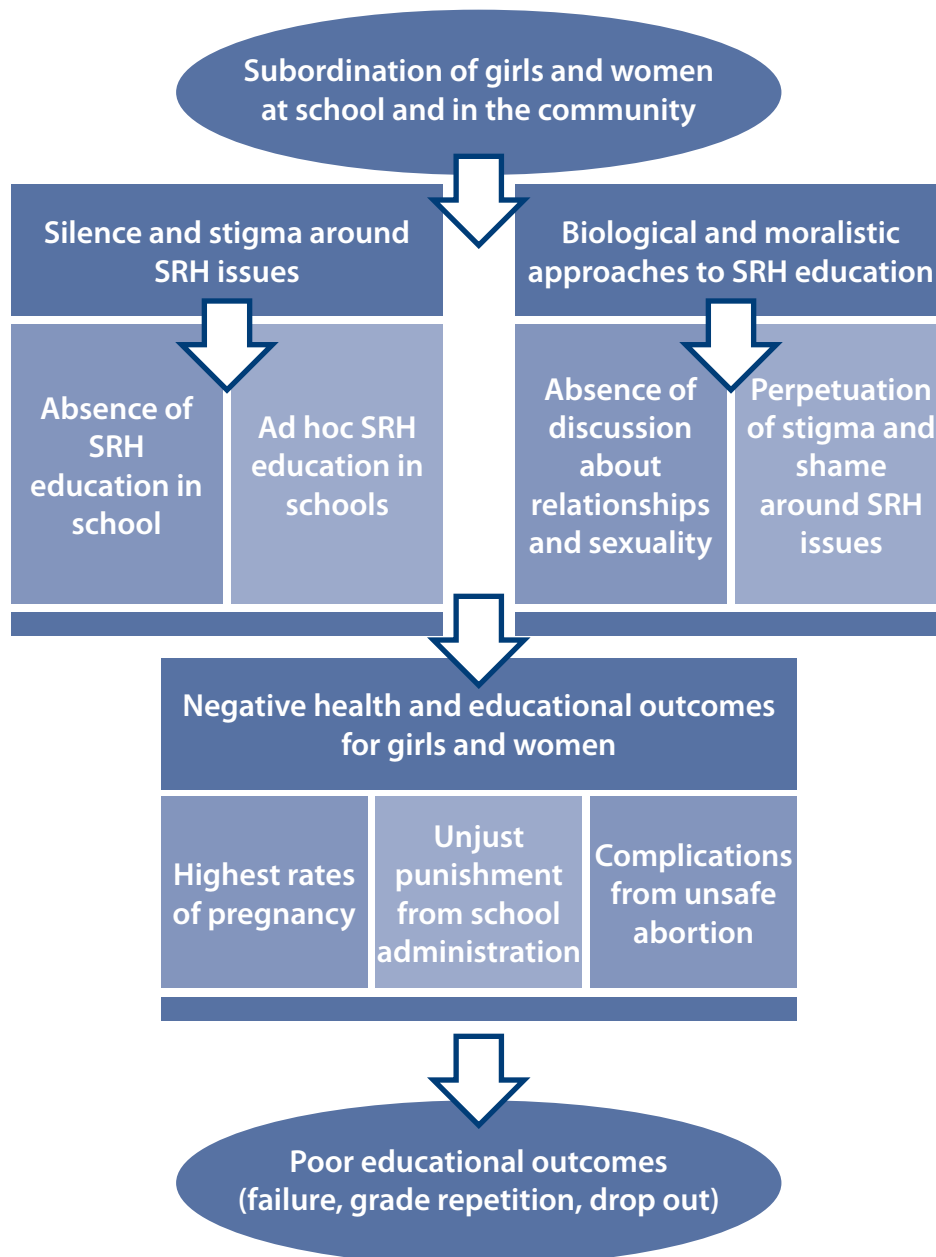 Subordination of girls and women
at school and in the community
Silence and stigma around
SRH issues
Biological and moralistic
approaches to SRH education
Absence of
SRH
education in
school
Ad hoc SRH
education in
schools
Absence of
discussion
about
relationships
and sexuality
Perpetuation
of stigma and
shame
around SRH
issues
Negative health and educational outcomes
for girls and women
Highest rates
of pregnancy
Unjust
punishment
from school
administration
Complications
from unsafe
abortion
Poor educational outcomes
(failure, grade repetition, drop out)